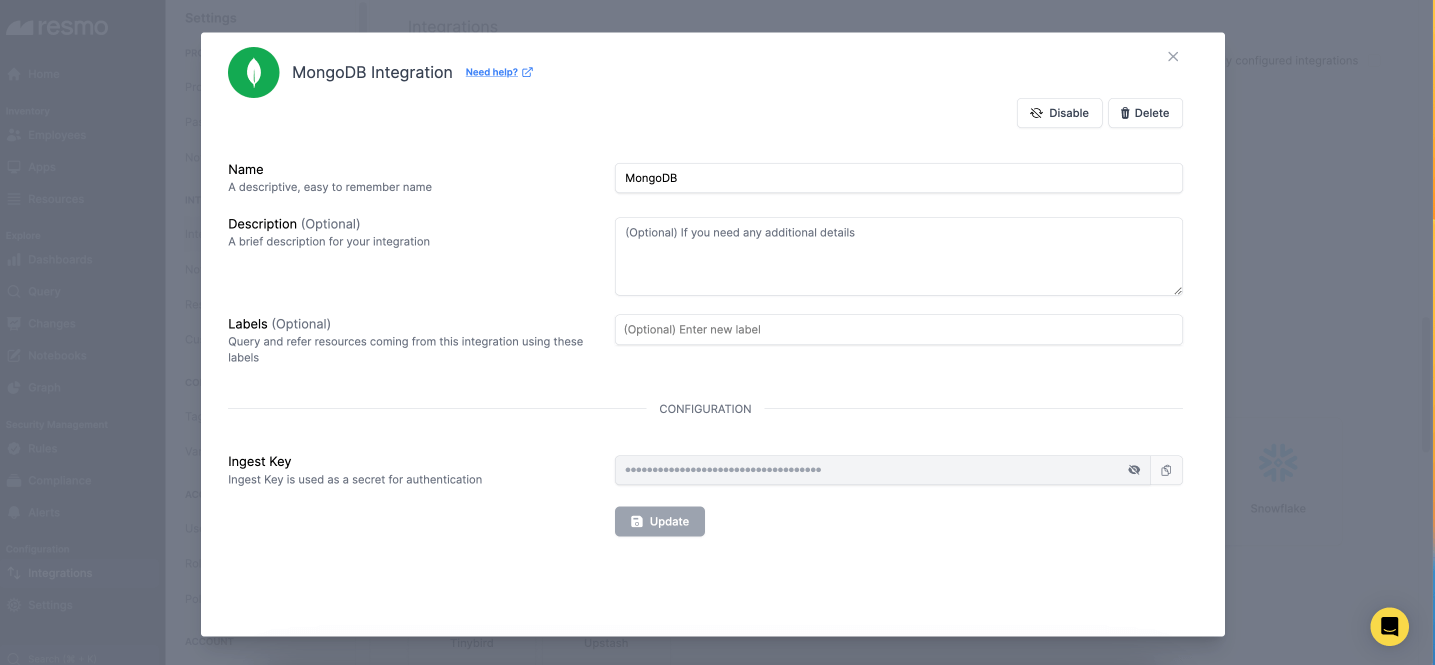 resmo
Settings
Integrations
Home
configured integrations
Inventory
Employees
Apps
Resources
Explore
Dashboards
Query
Changes
Notebooks
Graph
Security Management
Rules
Compliance
Alerts
Configuration
Integrations
Settings
Search (⌘ + K)
ACCOUNT
MongoDB Integration Need help?
Disable Delete
Name
A descriptive, easy to remember name
MongoDB
Description (Optional)
A brief description for your integration
(Optional) If you need any additional details
Labels (Optional)
Query and refer resources coming from this integration using these
labels
(Optional) Enter new label
CONFIGURATION
Ingest Key
Ingest Key is used as a secret for authentication
Update
Snowflake
Tinybird
Upstash